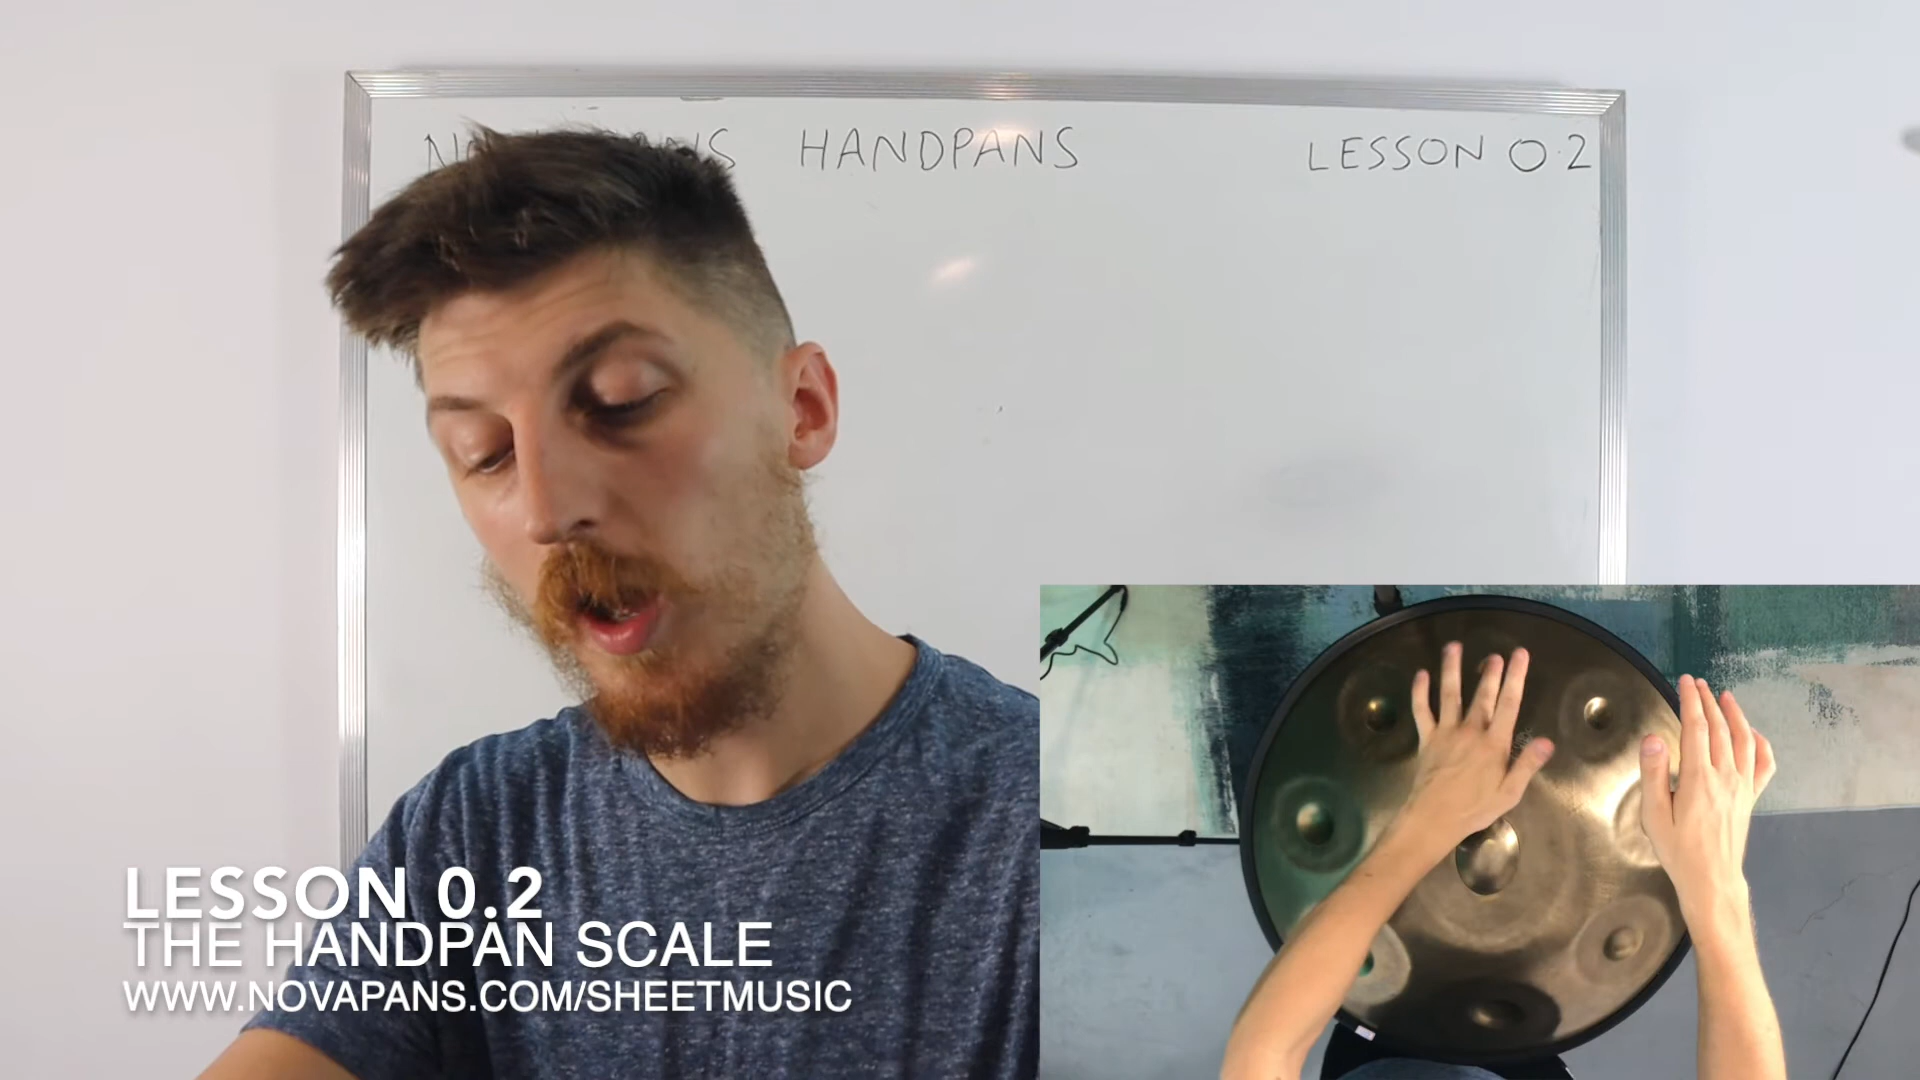 HANDPANS
LESSON 0.2
LESSON 0.2
THE HANDPAN SCALE
WWW.NOVAPANS.COM/SHEETMUSIC